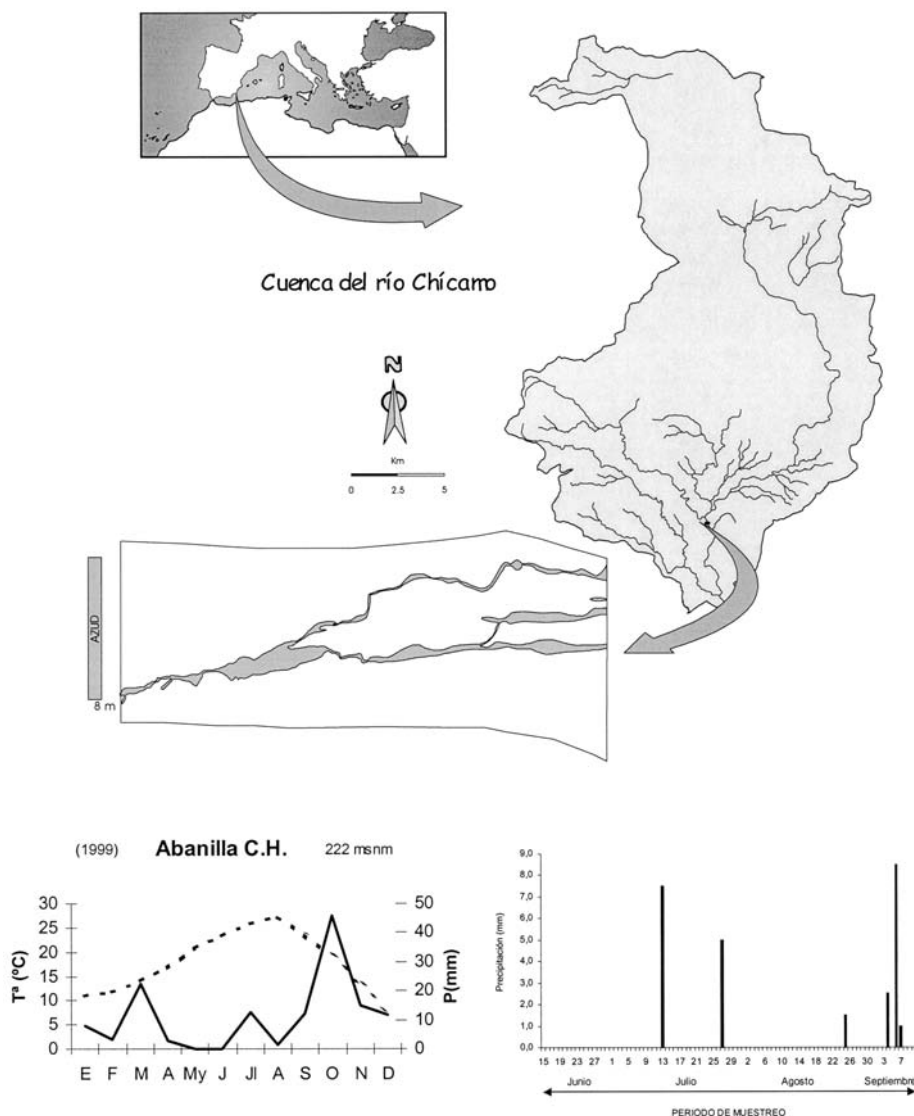 Cuenca del río Chícamo
N
Km
0 2.5 5
AZUD
8 m
(1999) Abanilla C.H. 222 msnm
Tª (ºC)
30
25
20
15
10
5
0
P(mm)
50
40
30
20
10
0
E F M A My J Jl A S O N D
Precipitación (mm)
9,0
8,0
7,0
6,0
5,0
4,0
3,0
2,0
1,0
0,0
15 19 23 27 1 5 9 13 17 21 25 29 2 6 10 14 18 22 26 30 3 7
Junio Julio Agosto Septiembre
PERIODO DE MUESTREO